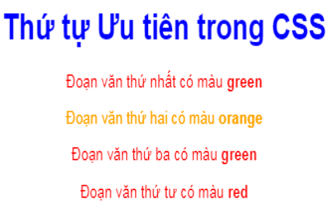 Thứ tự Ưu tiên trong CSS
Đoạn văn thứ nhất có màu green
Đoạn văn thứ hai có màu orange
Đoạn văn thứ ba có màu green
Đoạn văn thứ tư có màu red